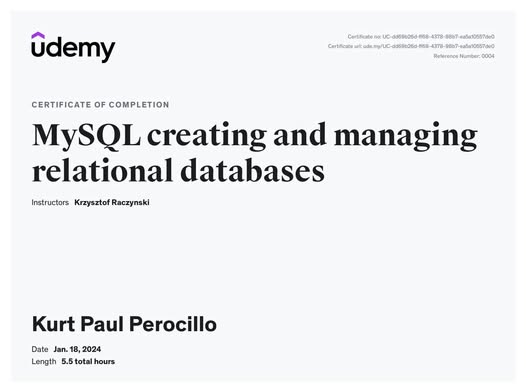 udemy
Certificate no: UC-dd69b26d-ff68-4378-98b7-ea5a10557de0
Certificate url: ude.my/UC-dd69b26d-ff68-4378-98b7-ea5a10557de0
Reference Number: 0004
CERTIFICATE OF COMPLETION
MySQL creating and managing
relational databases
Instructors Krzysztof Raczynski
Kurt Paul Perocillo
Date Jan. 18, 2024
Length 5.5 total hours